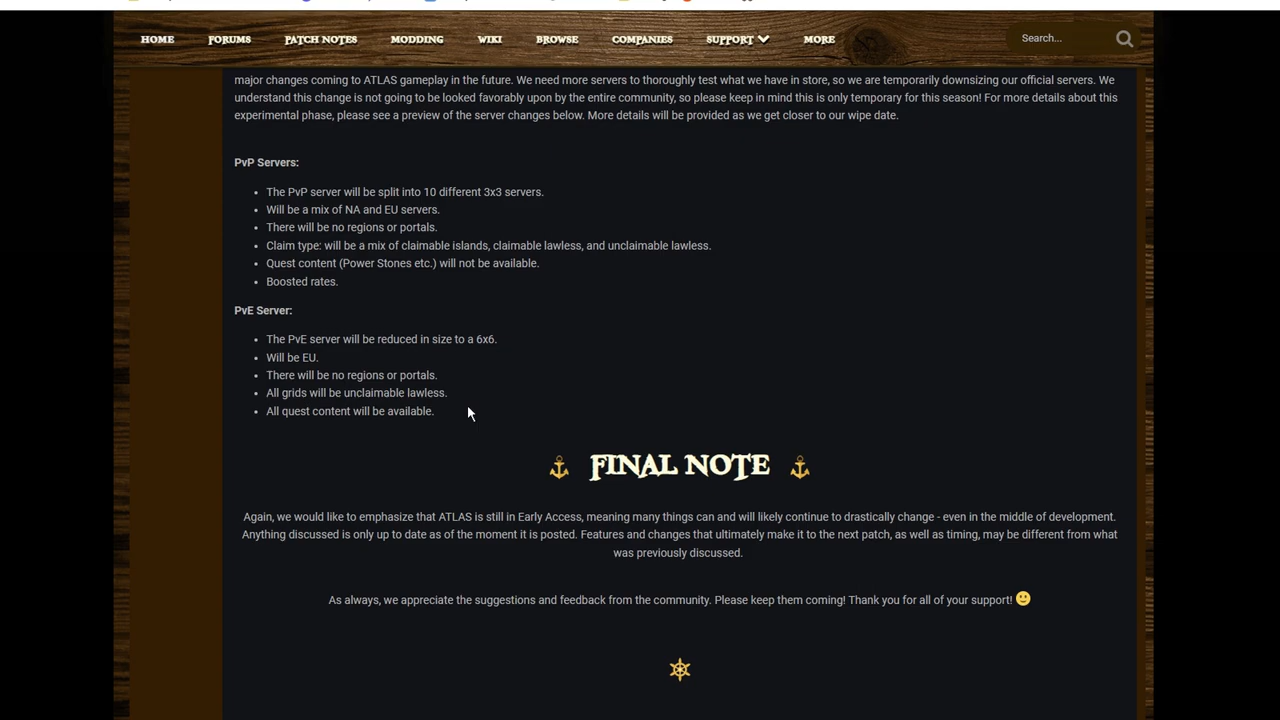 HOME FORUMS PATCH NOTES MODDING WIKI BROWSE COMPANIES SUPPORT MORE Search...
major changes coming to ATLAS gameplay in the future. We need more servers to thoroughly test what we have in store, so we are temporarily downsizing our official servers. We
understand this change is not going to be looked favorably upon by the entire community, so please keep in mind this is only temporary for this season! For more details about this
experimental phase, please see a preview of the server changes below. More details will be provided as we get closer to our wipe date.
PvP Servers:
• The PvP server will be split into 10 different 3x3 servers.
• Will be a mix of NA and EU servers.
• There will be no regions or portals.
• Claim type: will be a mix of claimable islands, claimable lawless, and unclaimable lawless.
• Quest content (Power Stones etc.) will not be available.
• Boosted rates.
PvE Server:
• The PvE server will be reduced in size to a 6x6.
• Will be EU.
• There will be no regions or portals.
• All grids will be unclaimable lawless.
• All quest content will be available.
FINAL NOTE
Again, we would like to emphasize that ATLAS is still in Early Access, meaning many things can and will likely continue to drastically change - even in the middle of development.
Anything discussed is only up to date as of the moment it is posted. Features and changes that ultimately make it to the next patch, as well as timing, may be different from what
was previously discussed.
As always, we appreciate the suggestions and feedback from the community. Please keep them coming! Thank you for all of your support! 🙂